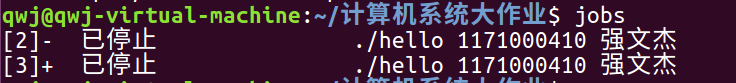 qwj@qwj-virtual-machine:~/计算机系统大作业$ jobs
[2]-  已停止               ./hello 1171000410 强文杰
[3]+  已停止               ./hello 1171000410 强文杰